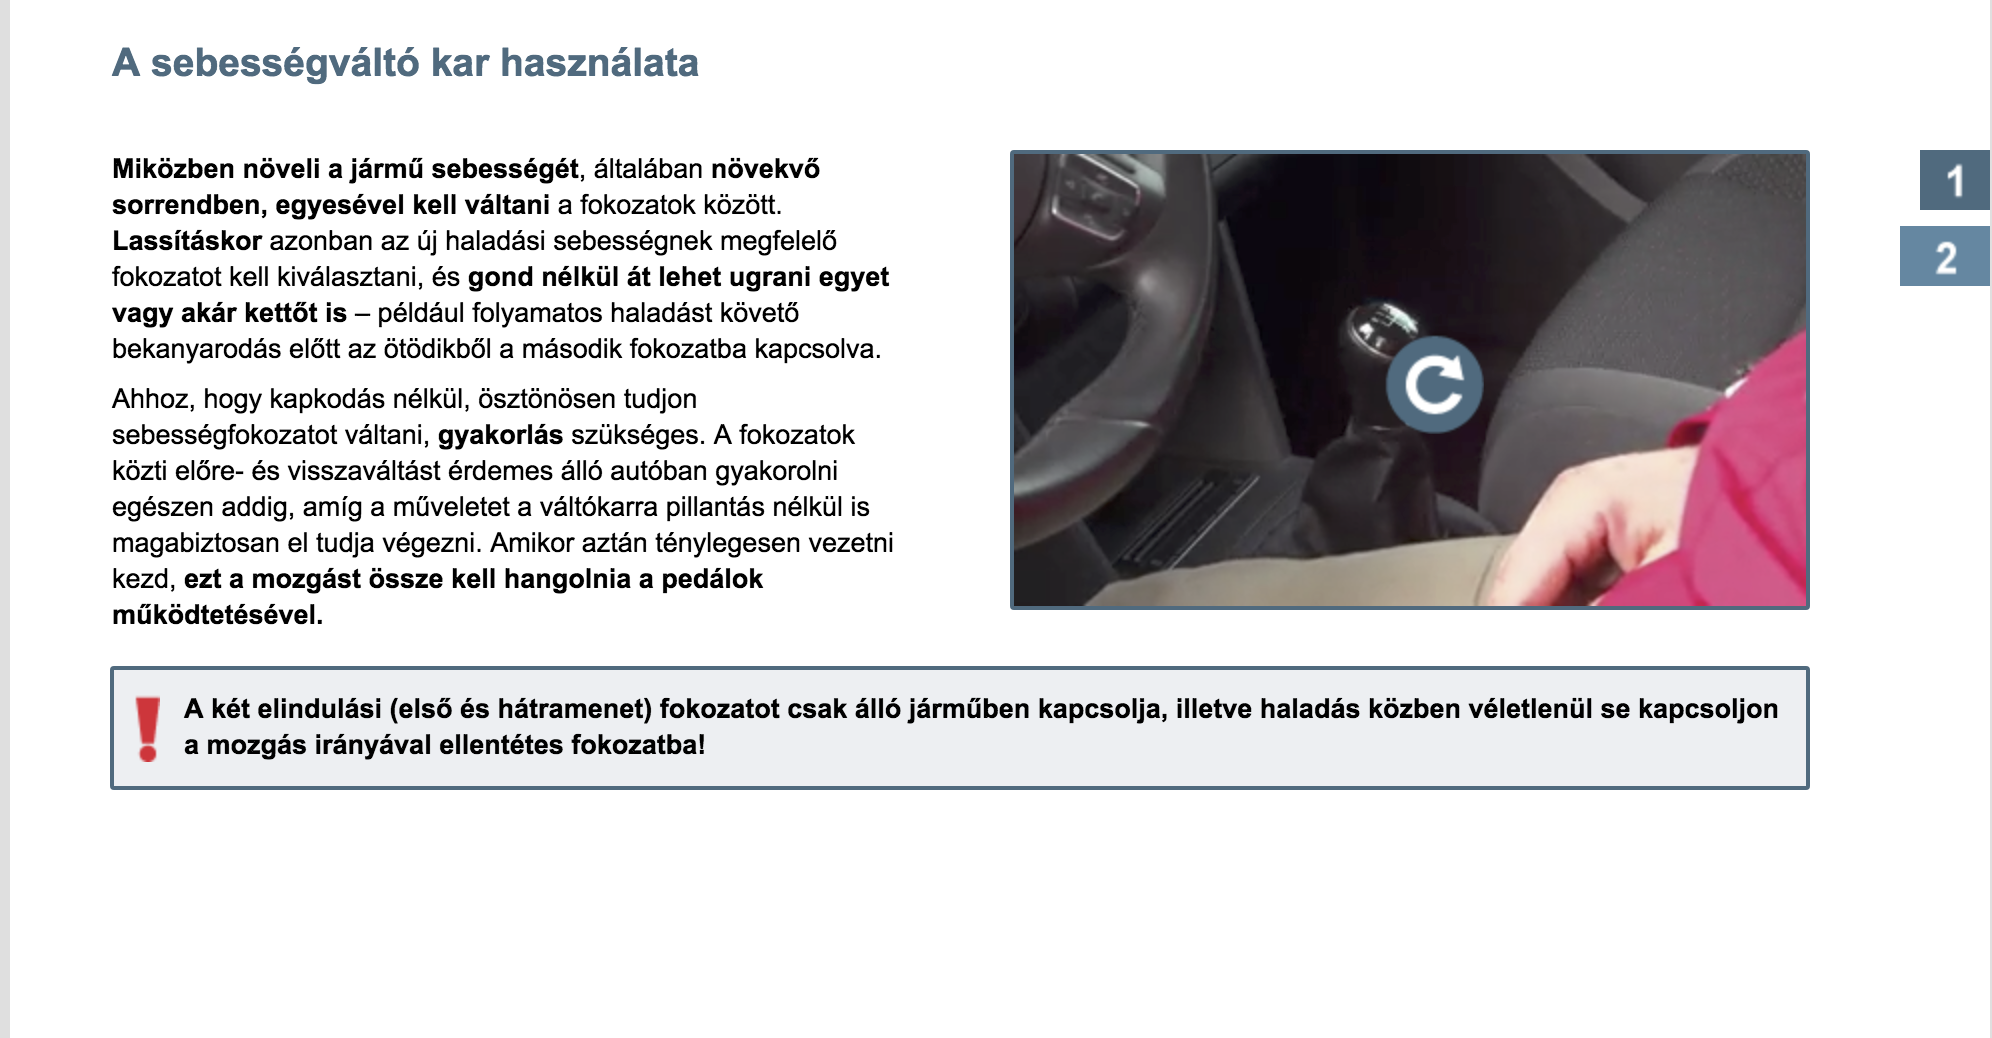 A sebességváltó kar használata
Miközben növeli a jármű sebességét, általában növekvő
sorrendben, egyesével kell váltani a fokozatok között.
Lassításkor azonban az új haladási sebességnek megfelelő
fokozatot kell kiválasztani, és gond nélkül át lehet ugrani egyet
vagy akár kettőt is – például folyamatos haladást követő
bekanyarodás előtt az ötödikből a második fokozatba kapcsolva.
Ahhoz, hogy kapkodás nélkül, ösztönösen tudjon
sebességfokozatot váltani, gyakorlás szükséges. A fokozatok
közti előre- és visszaváltást érdemes álló autóban gyakorolni
egészen addig, amíg a műveletet a váltókarra pillantás nélkül is
magabiztosan el tudja végezni. Amikor aztán ténylegesen vezetni
kezd, ezt a mozgást össze kell hangolnia a pedálok
működtetésével.
1
2
A két elindulási (első és hátramenet) fokozatot csak álló járműben kapcsolja, illetve haladás közben véletlenül se kapcsoljon
a mozgás irányával ellentétes fokozatba!